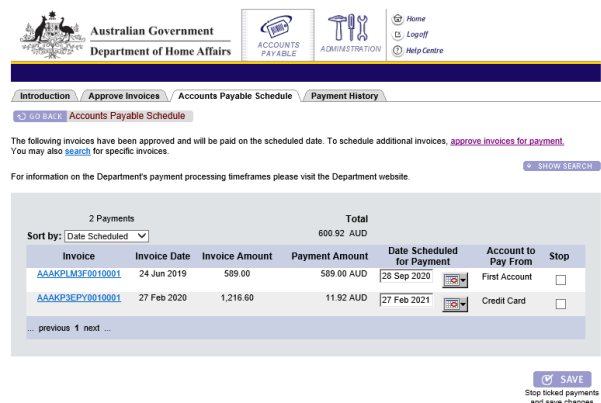 Australian Government
Department of Home Affairs
ACCOUNTS PAYABLE
ADMINISTRATION
Home
Logoff
Help Centre
Introduction Approve Invoices Accounts Payable Schedule Payment History
GO BACK Accounts Payable Schedule
The following invoices have been approved and will be paid on the scheduled date. To schedule additional invoices, approve invoices for payment.
You may also search for specific invoices.
SHOW SEARCH
For information on the Department's payment processing timeframes please visit the Department website.
2 Payments Total
Sort by: Date Scheduled 600.92 AUD
Invoice Invoice Date Invoice Amount Payment Amount Date Scheduled for Payment Account to Pay From Stop
AAAKPLM3F0010001 24 Jun 2019 589.00 589.00 AUD 28 Sep 2020 First Account
AAAKP3EPY0010001 27 Feb 2020 1,216.60 11.92 AUD 27 Feb 2021 Credit Card
... previous 1 next ...
SAVE
Stop ticked payments
and save changes